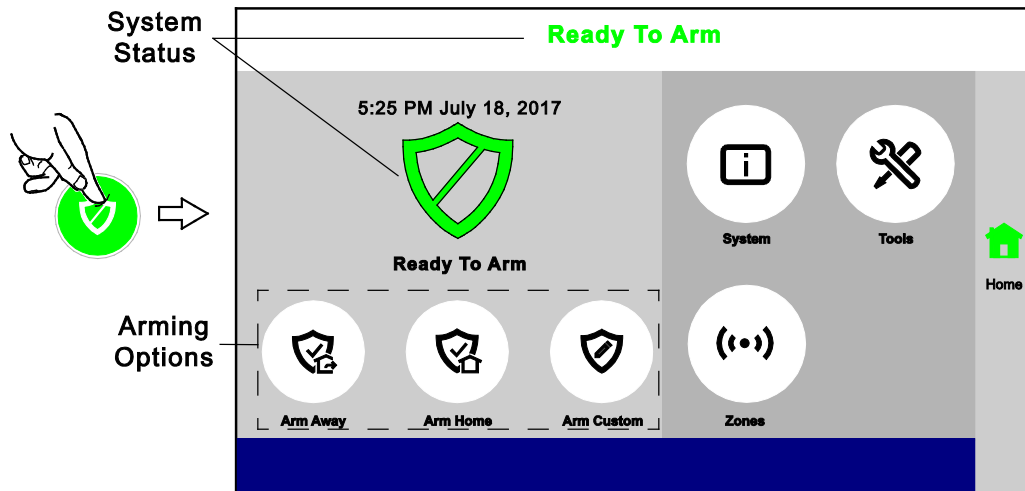 System
Status
Ready To Arm
5:25 PM July 18, 2017
Ready To Arm
System
Tools
Home
Arming
Options
Arm Away
Arm Home
Arm Custom
Zones